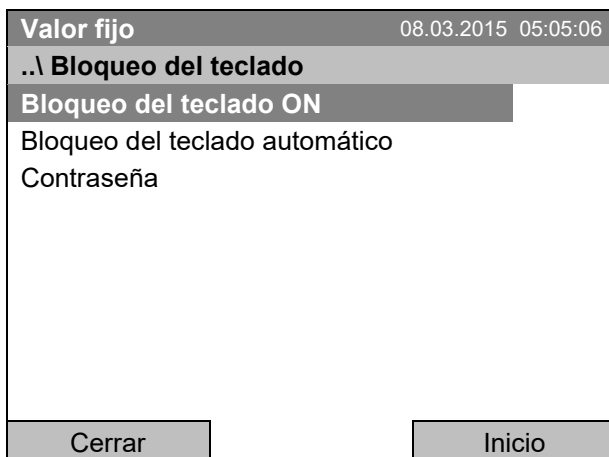 Valor fijo 08.03.2015 05:05:06
..\ Bloqueo del teclado
Bloqueo del teclado ON
Bloqueo del teclado automático
Contraseña
Cerrar Inicio